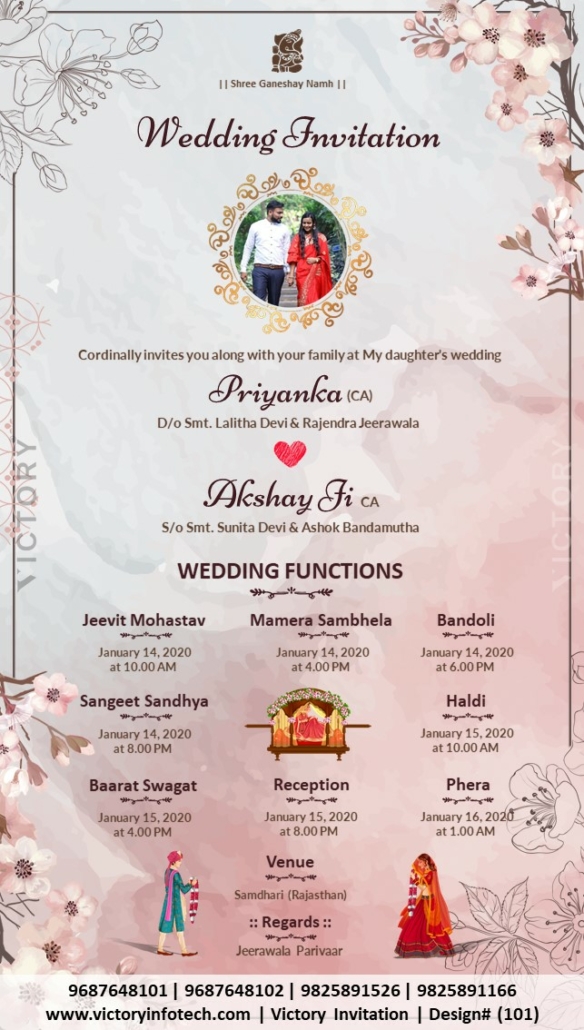 || Shree Ganeshay Namh ||
Wedding Invitation
Cordinally invites you along with your family at My daughter's wedding
Priyanka (CA)
D/o Smt. Lalitha Devi & Rajendra Jeerawala
Akshay Ji CA
S/o Smt. Sunita Devi & Ashok Bandamutha
WEDDING FUNCTIONS
Jeevit Mohastav
January 14, 2020
at 10.00 AM
Mamera Sambhela
January 14, 2020
at 4.00 PM
Bandoli
January 14, 2020
at 6.00 PM
Sangeet Sandhya
January 14, 2020
at 8.00 PM
Haldi
January 15, 2020
at 10.00 AM
Baarat Swagat
January 15, 2020
at 4.00 PM
Reception
January 15, 2020
at 8.00 PM
Phera
January 16, 2020
at 1.00 AM
Venue
Samdhari (Rajasthan)
:: Regards ::
Jeerawala Parivaar
9687648101 | 9687648102 | 9825891526 | 9825891166
www.victoryinfotech.com | Victory Invitation | Design# (101)
VICTORY
VICTORY